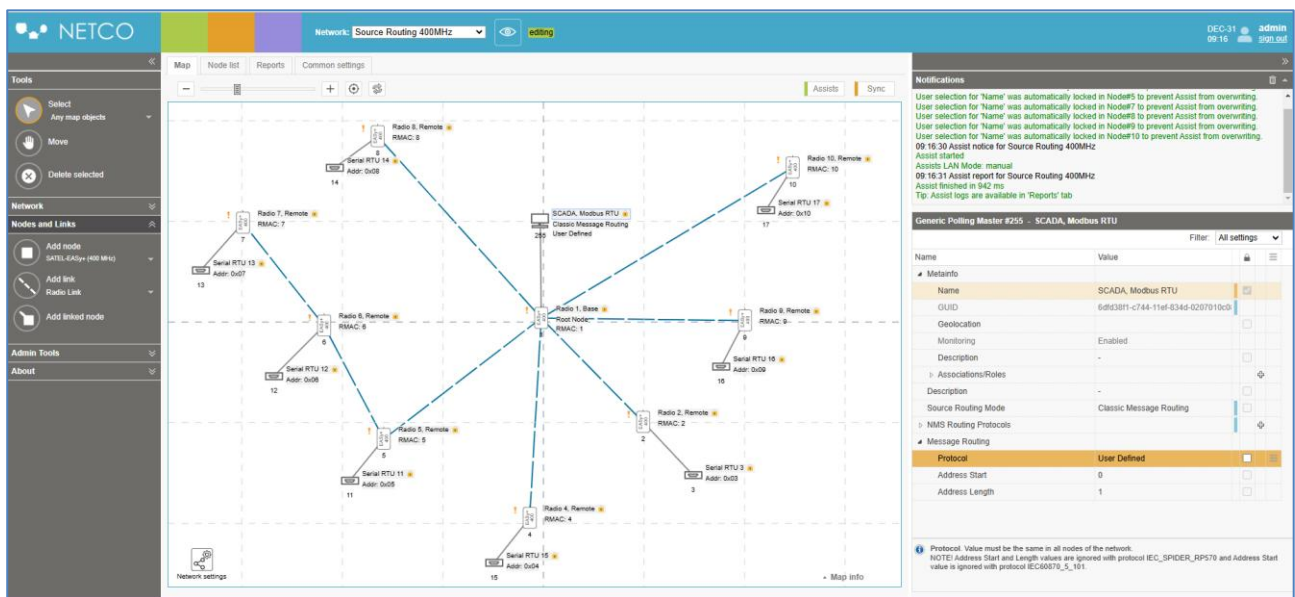 NETCO
Network: Source Routing 400MHz
editing
DEC-31
09:16
admin
sign out
Tools
Select
Any map objects
Move
Delete selected
Network
Nodes and Links
Add node
SATEL-EASy+ (400 MHz)
Add link
Radio Link
Add linked node
Admin Tools
About
Map
Node list
Reports
Common settings
Assists
Sync
Radio 8, Remote
RMAC: 8
8
Serial RTU 14
Addr: 0x08
14
Radio 10, Remote
RMAC: 10
10
Serial RTU 17
Addr: 0x10
17
Radio 7, Remote
RMAC: 7
7
Serial RTU 13
Addr: 0x07
13
SCADA, Modbus RTU
Classic Message Routing
User Defined
255
Radio 1, Base
Root Node
RMAC: 1
Radio 6, Remote
RMAC: 6
6
Serial RTU 12
Addr: 0x06
12
Radio 9, Remote
RMAC: 9
9
Serial RTU 16
Addr: 0x09
16
Radio 2, Remote
RMAC: 2
2
Radio 5, Remote
RMAC: 5
5
Serial RTU 11
Addr: 0x05
11
Serial RTU 3
Addr: 0x03
3
Radio 4, Remote
RMAC: 4
4
Serial RTU 15
Addr: 0x04
15
Network settings
Map info
Notifications
User selection for 'Name' was automatically locked in Node#5 to prevent Assist from overwriting.
User selection for 'Name' was automatically locked in Node#7 to prevent Assist from overwriting.
User selection for 'Name' was automatically locked in Node#8 to prevent Assist from overwriting.
User selection for 'Name' was automatically locked in Node#9 to prevent Assist from overwriting.
User selection for 'Name' was automatically locked in Node#10 to prevent Assist from overwriting.
09:16:30 Assist notice for Source Routing 400MHz
Assist started
Assists LAN Mode: manual
09:16:31 Assist report for Source Routing 400MHz
Assist finished in 942 ms
Tip: Assist logs are available in 'Reports' tab
Generic Polling Master #255 - SCADA, Modbus RTU
Filter: All settings
Name Value
Metainfo
Name SCADA, Modbus RTU
GUID 6dfd38f1-c744-11ef-834d-0207010c0
Geolocation
Monitoring Enabled
Description -
Associations/Roles
Description -
Source Routing Mode Classic Message Routing
NMS Routing Protocols
Message Routing
Protocol User Defined
Address Start 0
Address Length 1
Protocol. Value must be the same in all nodes of the network.
NOTE! Address Start and Length values are ignored with protocol IEC_SPIDER_RP570 and Address Start
value is ignored with protocol IEC60870_5_101.